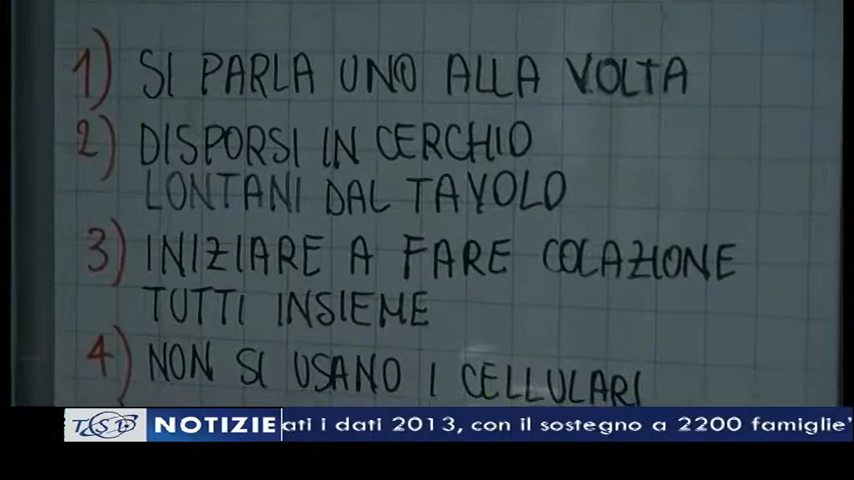 1) SI PARLA UNO ALLA VOLTA
2) DISPORSI IN CERCHIO
LONTANI DAL TAVOLO
3) INIZIARE A FARE COLAZIONE
TUTTI INSIEME
4) NON SI USANO I CELLULARI
NOTIZIE ati i dati 2013, con il sostegno a 2200 famiglie'